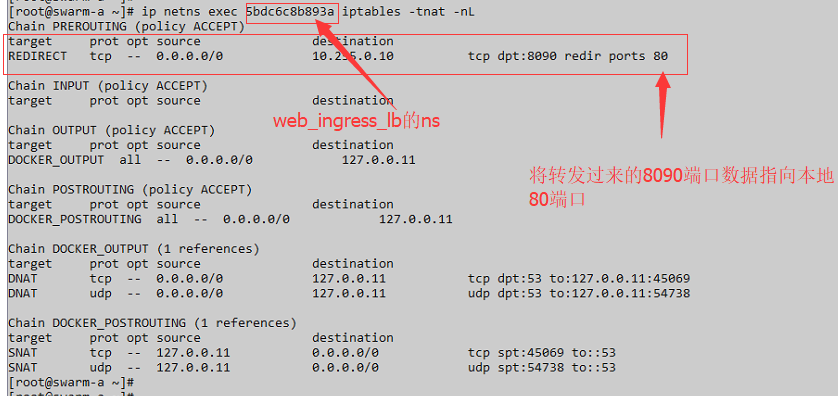 [root@swarm-a ~]# ip netns exec 5bdc6c8b893a iptables -tnat -nL
Chain PREROUTING (policy ACCEPT)
target prot opt source destination
REDIRECT tcp -- 0.0.0.0/0 10.255.0.10 tcp dpt:8090 redir ports 80
Chain INPUT (policy ACCEPT)
target prot opt source destination
web_ingress_lb的ns
Chain OUTPUT (policy ACCEPT)
target prot opt source destination
DOCKER_OUTPUT all -- 0.0.0.0/0 127.0.0.11
将转发过来的8090端口数据指向本地
80端口
Chain POSTROUTING (policy ACCEPT)
target prot opt source destination
DOCKER_POSTROUTING all -- 0.0.0.0/0 127.0.0.11
Chain DOCKER_OUTPUT (1 references)
target prot opt source destination
DNAT tcp -- 0.0.0.0/0 127.0.0.11 tcp dpt:53 to:127.0.0.11:45069
DNAT udp -- 0.0.0.0/0 127.0.0.11 udp dpt:53 to:127.0.0.11:54738
Chain DOCKER_POSTROUTING (1 references)
target prot opt source destination
SNAT tcp -- 127.0.0.11 0.0.0.0/0 tcp spt:45069 to::53
SNAT udp -- 127.0.0.11 0.0.0.0/0 udp spt:54738 to::53
[root@swarm-a ~]#
[root@swarm-a ~]#